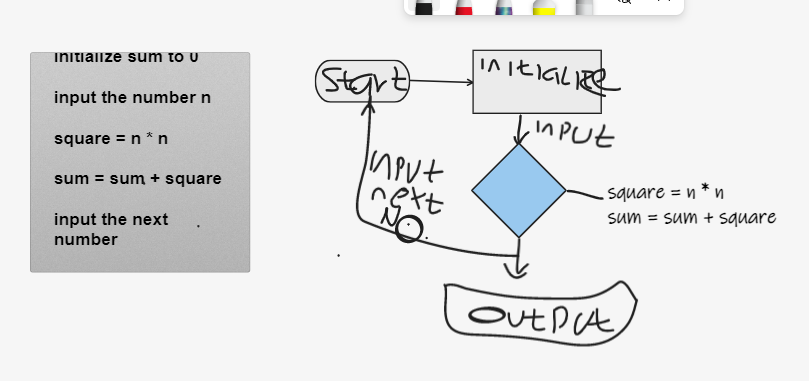 initialize sum to 0
input the number n
square = n * n
sum = sum + square
input the next
number
Start
INITIALIZE
INPUT
INPUT
next
No
square = n * n
sum = sum + square
OUTPUT